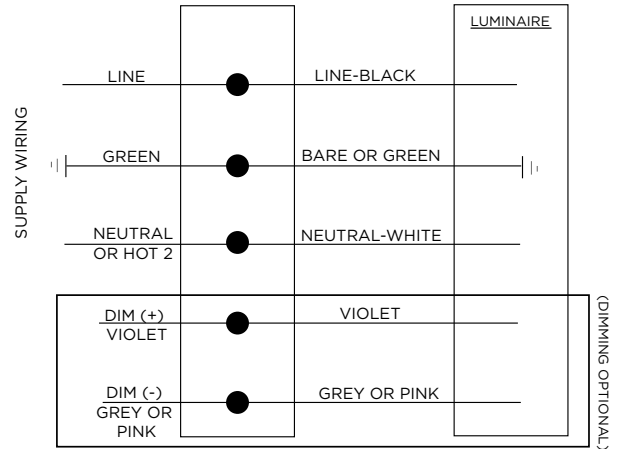 LUMINAIRE
SUPPLY WIRING
LINE
LINE-BLACK
GREEN
BARE OR GREEN
NEUTRAL
OR HOT 2
NEUTRAL-WHITE
DIM (+)
VIOLET
VIOLET
DIM (-)
GREY OR
PINK
GREY OR PINK
(DIMMING OPTIONAL)